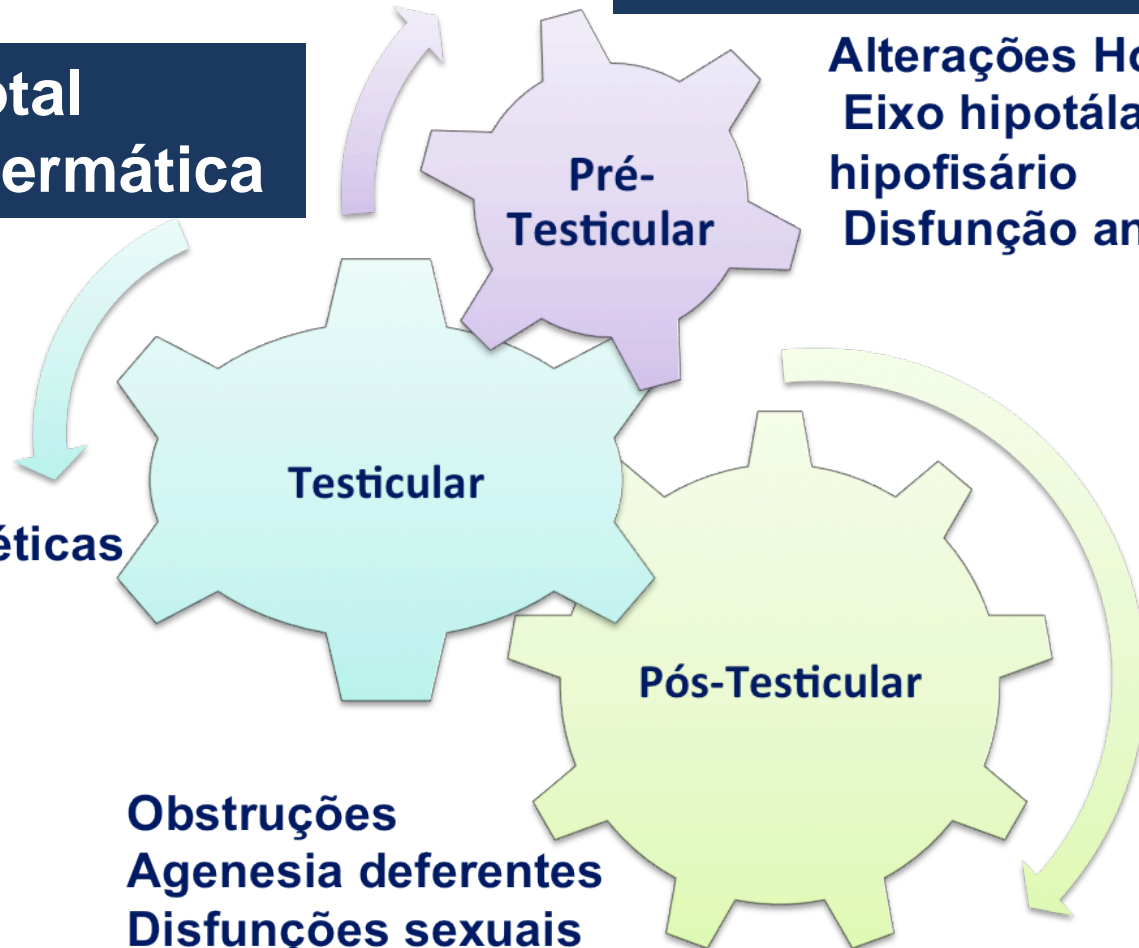 otal
ermática
Alterações Ho
Eixo hipotála
hipofisário
Disfunção an
Pré-
Testicular
Testicular
éticas
Pós-Testicular
Obstruções
Agenesia deferentes
Disfunções sexuais